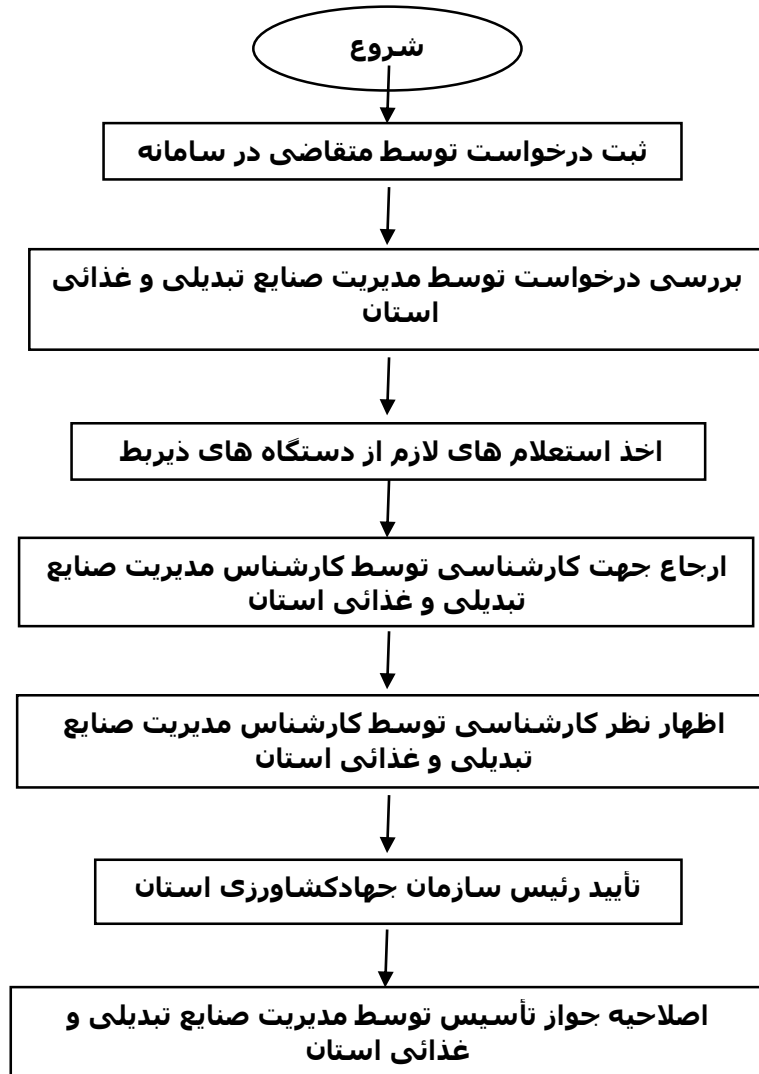 شروع
ثبت درخواست توسط متقاضی در سامانه
بررسی درخواست توسط مدیریت صنایع تبدیلی و غذائی
استان
اخذ استعلام های لازم از دستگاه های ذیربط
ارجاع جهت کارشناسی توسط کارشناس مدیریت صنایع
تبدیلی و غذائی استان
اظهار نظر کارشناسی توسط کارشناس مدیریت صنایع
تبدیلی و غذائی استان
تأیید رئیس سازمان جهادکشاورزی استان
اصلاحیه جواز تأسیس توسط مدیریت صنایع تبدیلی و
غذائی استان